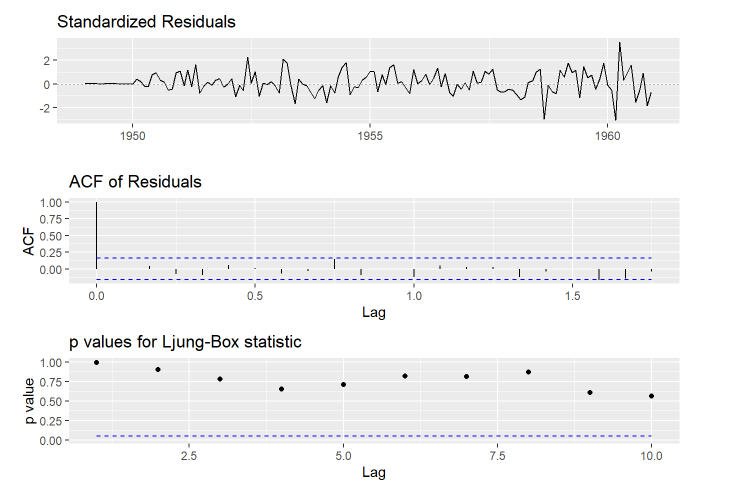 Standardized Residuals
2
0
-2
1950 1955 1960
ACF of Residuals
ACF
1.00
0.75
0.50
0.25
0.00
0.0 0.5 1.0 1.5
Lag
p values for Ljung-Box statistic
p value
1.00
0.75
0.50
0.25
0.00
2.5 5.0 7.5 10.0
Lag